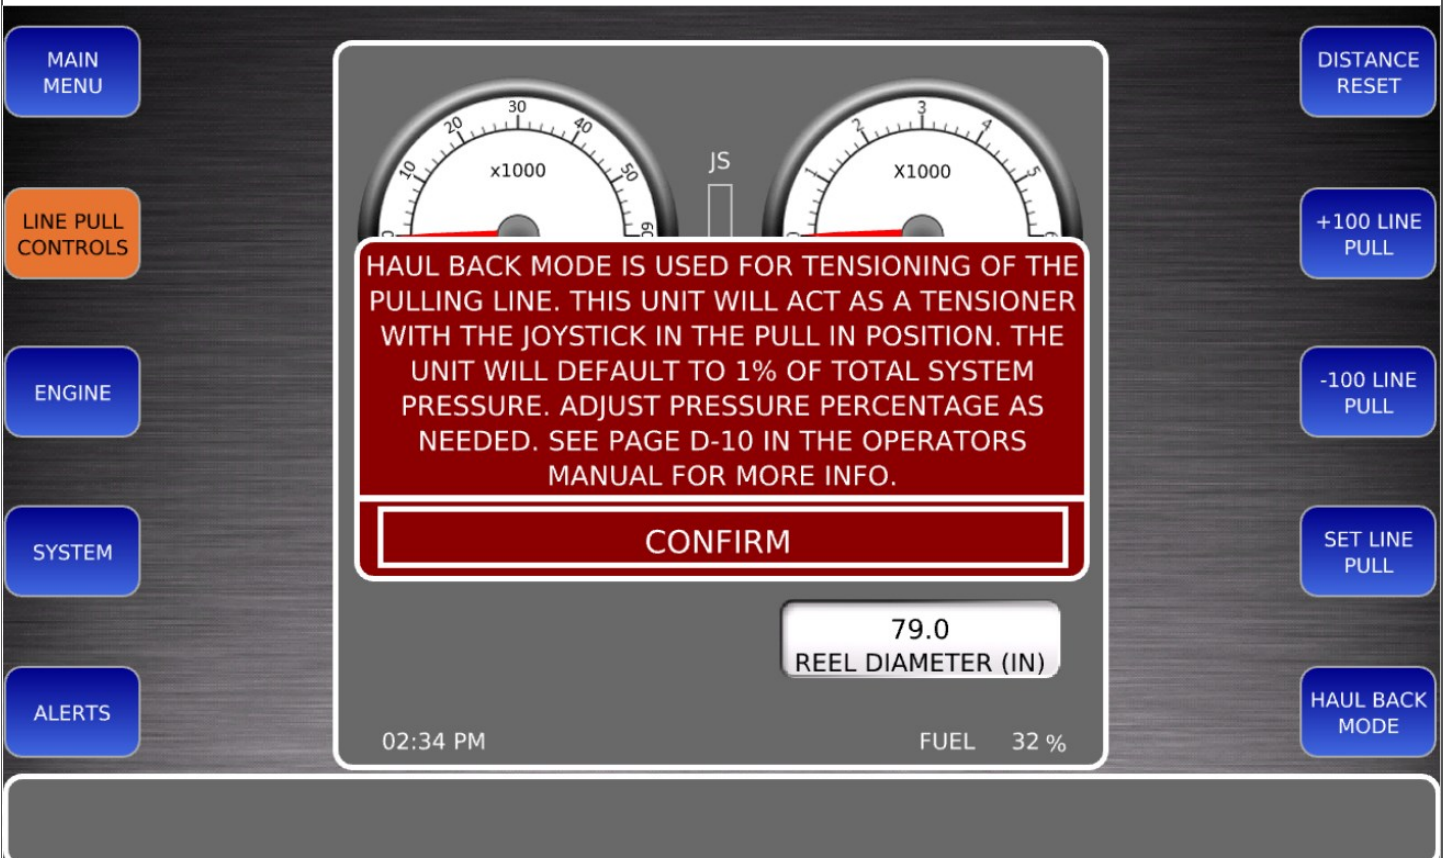 MAIN
MENU
LINE PULL
CONTROLS
ENGINE
SYSTEM
ALERTS
10
20
30
40
50
60
x1000
JS
1
2
3
4
5
X1000
HAUL BACK MODE IS USED FOR TENSIONING OF THE
PULLING LINE. THIS UNIT WILL ACT AS A TENSIONER
WITH THE JOYSTICK IN THE PULL IN POSITION. THE
UNIT WILL DEFAULT TO 1% OF TOTAL SYSTEM
PRESSURE. ADJUST PRESSURE PERCENTAGE AS
NEEDED. SEE PAGE D-10 IN THE OPERATORS
MANUAL FOR MORE INFO.
CONFIRM
79.0
REEL DIAMETER (IN)
02:34 PM
FUEL 32 %
DISTANCE
RESET
+100 LINE
PULL
-100 LINE
PULL
SET LINE
PULL
HAUL BACK
MODE